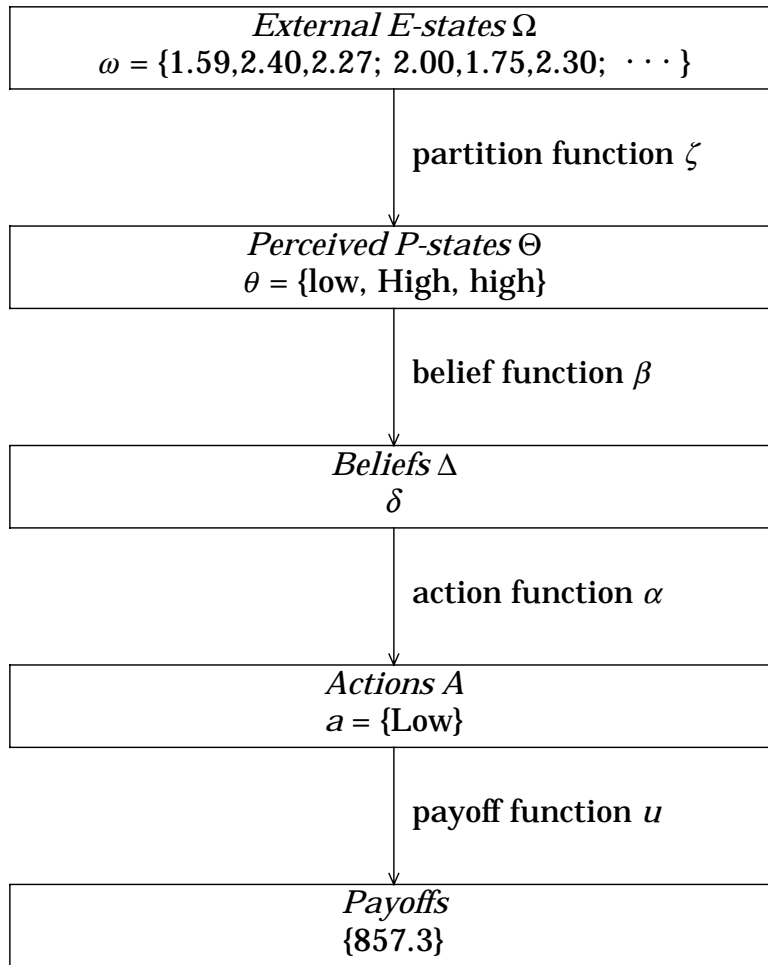 External E-states Ω
ω = {1.59,2.40,2.27; 2.00,1.75,2.30; ··· }
partition function ζ
Perceived P-states Θ
θ = {low, High, high}
belief function β
Beliefs Δ
δ
action function α
Actions A
a = {Low}
payoff function u
Payoffs
{857.3}